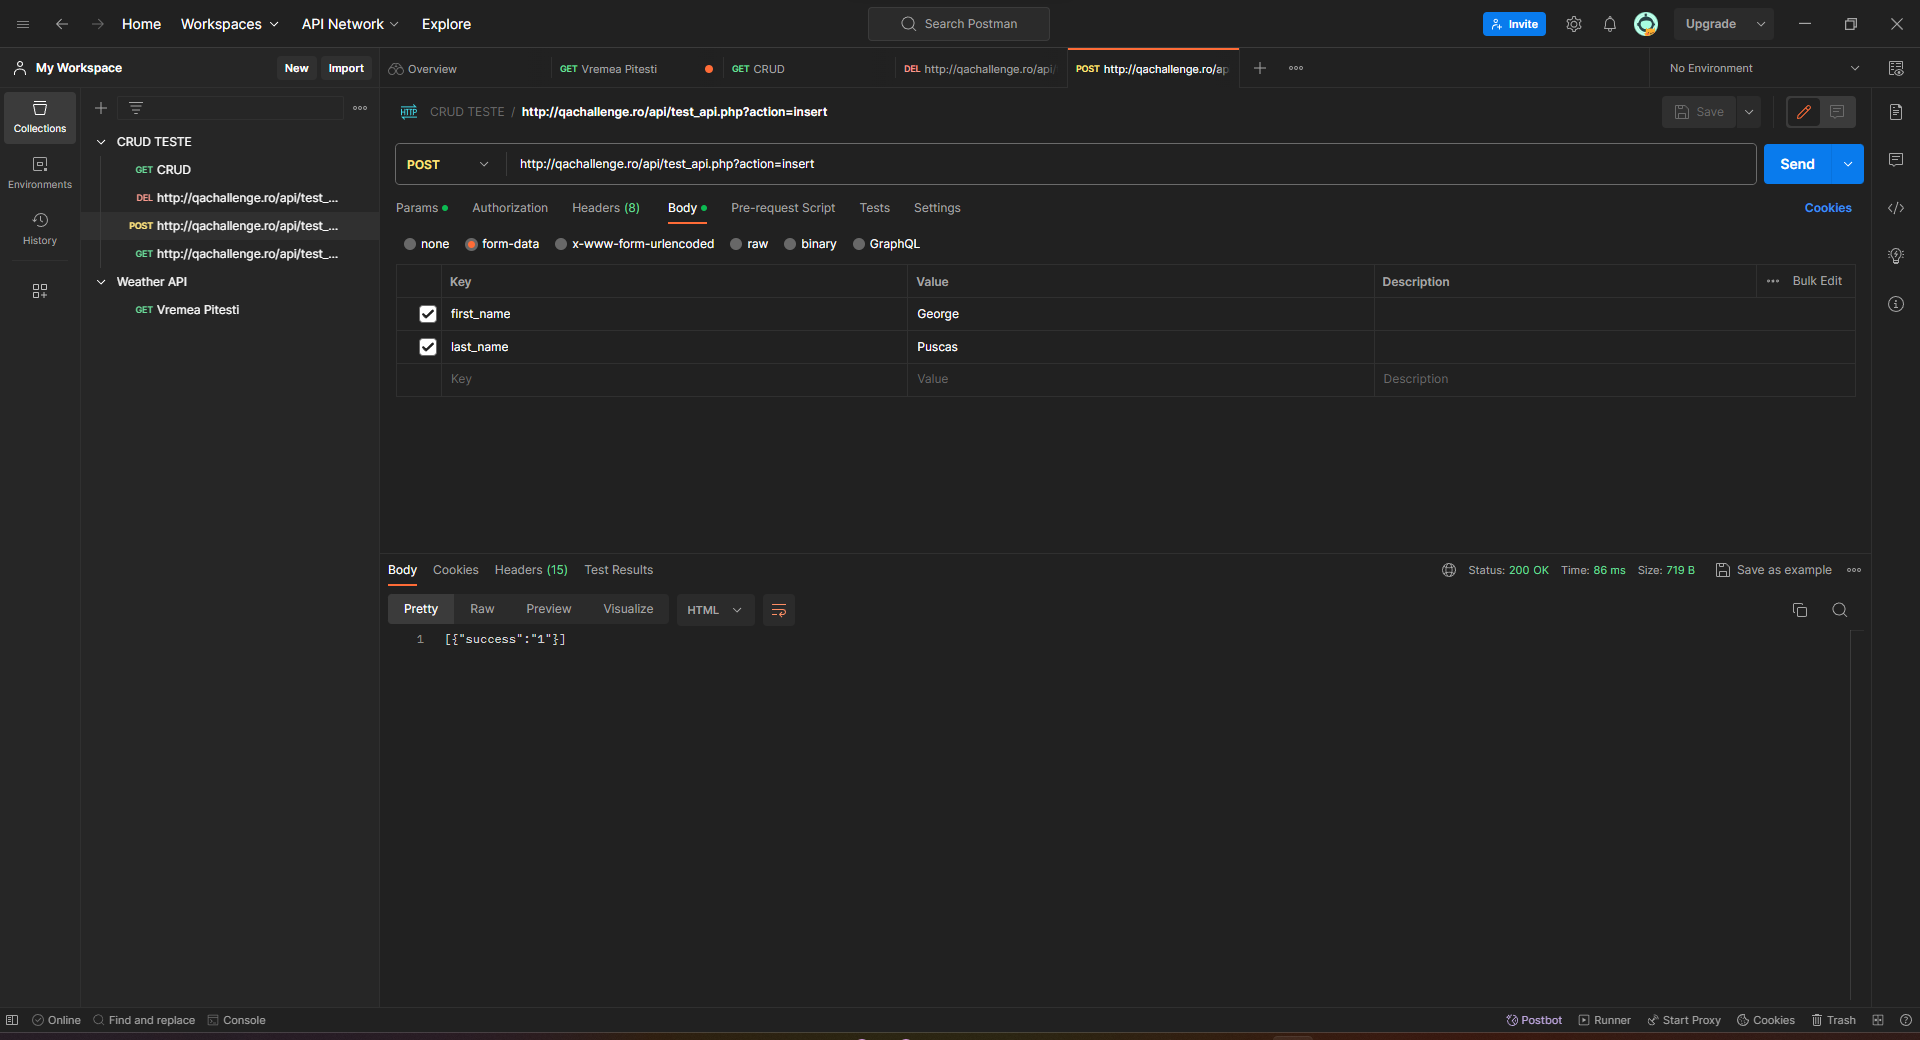 Home Workspaces API Network Explore Search Postman Invite Upgrade
My Workspace New Import Overview GET Vremea Pitesti GET CRUD DEL http://qachallenge.ro/api/ POST http://qachallenge.ro/ap No Environment
HTTP CRUD TESTE / http://qachallenge.ro/api/test_api.php?action=insert Save
Collections
Environments
History
CRUD TESTE
GET CRUD
DEL http://qachallenge.ro/api/test_...
POST http://qachallenge.ro/api/test_...
GET http://qachallenge.ro/api/test_...
Weather API
GET Vremea Pitesti
POST http://qachallenge.ro/api/test_api.php?action=insert Send
Params Authorization Headers (8) Body Pre-request Script Tests Settings Cookies
none form-data x-www-form-urlencoded raw binary GraphQL
Key Value Description Bulk Edit
first_name George
last_name Puscas
Key Value Description
Body Cookies Headers (15) Test Results Status: 200 OK Time: 86 ms Size: 719 B Save as example
Pretty Raw Preview Visualize HTML
1 [{"success":"1"}]
Online Find and replace Console Postbot Runner Start Proxy Cookies Trash